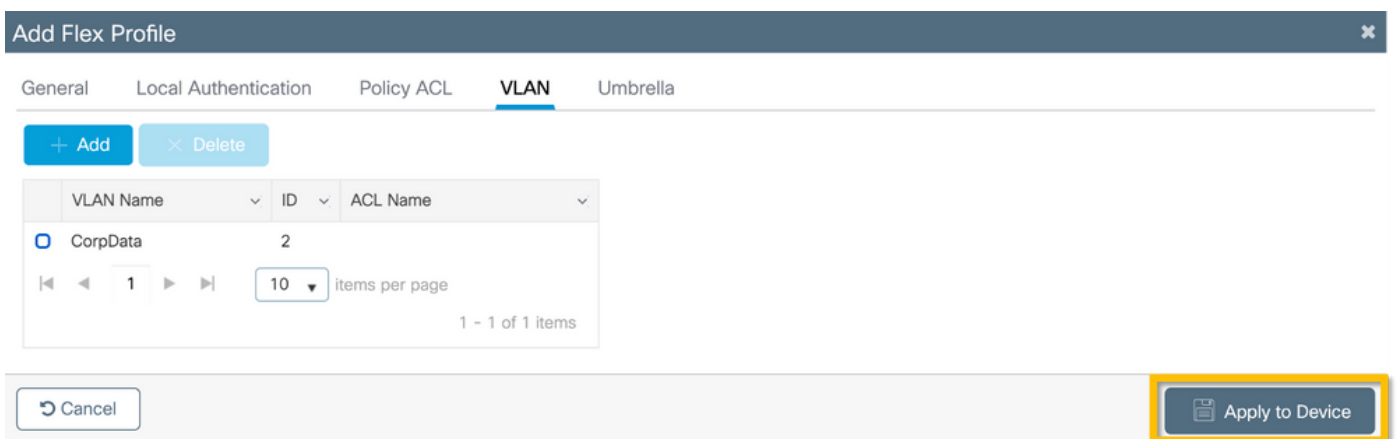 Add Flex Profile
General Local Authentication Policy ACL VLAN Umbrella
+ Add × Delete
VLAN Name ID ACL Name
CorpData 2
1 10 items per page
1 - 1 of 1 items
Cancel Apply to Device